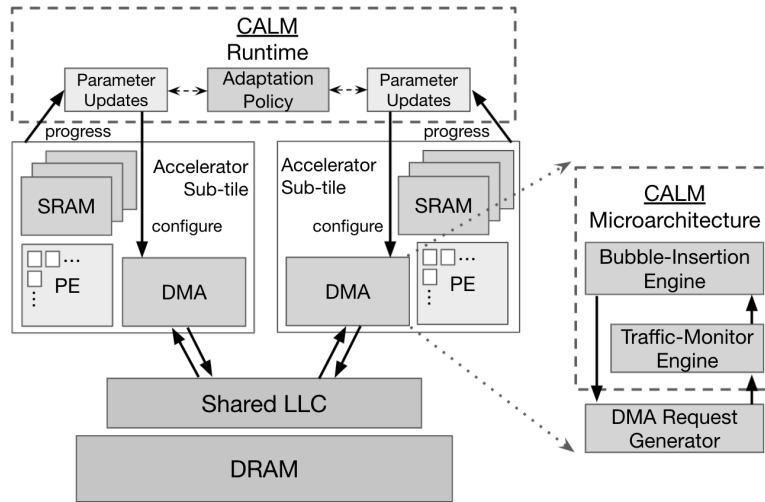 CALM
Runtime
Parameter
Updates
Adaptation
Policy
Parameter
Updates
progress
progress
Accelerator
Sub-tile
SRAM
configure
PE
DMA
Accelerator
Sub-tile
SRAM
configure
DMA
PE
Shared LLC
DRAM
CALM
Microarchitecture
Bubble-Insertion
Engine
Traffic-Monitor
Engine
DMA Request
Generator